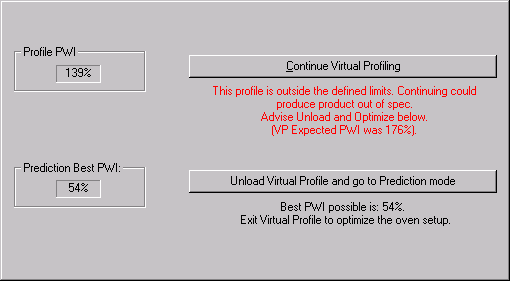 Profile PWI
139%
Continue Virtual Profiling
This profile is outside the defined limits. Continuing could
produce product out of spec.
Advise Unload and Optimize below.
(VP Expected PWI was 176%).
Prediction Best PWI:
54%
Unload Virtual Profile and go to Prediction mode
Best PWI possible is: 54%.
Exit Virtual Profile to optimize the oven setup.